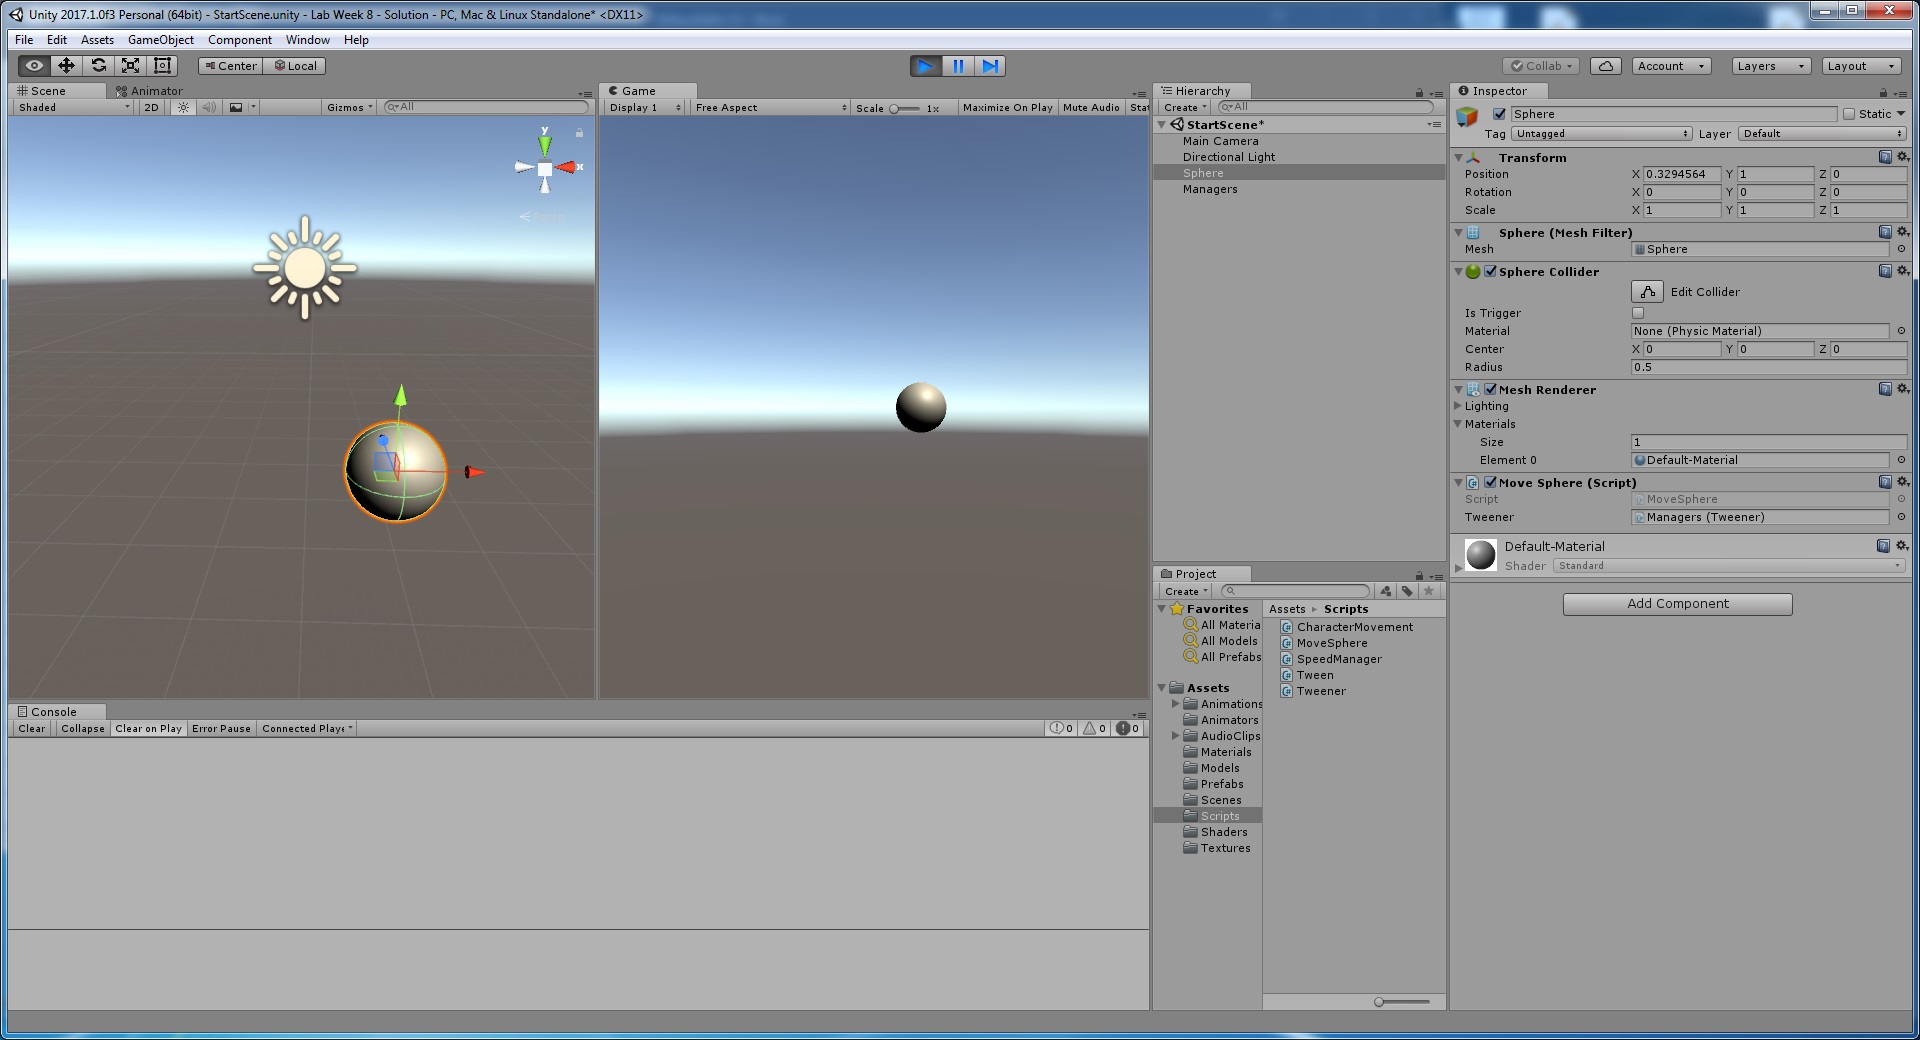 Unity 2017.1.0f3 Personal (64bit) - StartScene.unity - Lab Week 8 - Solution - PC, Mac & Linux Standalone* <DX11>
File Edit Assets GameObject Component Window Help
Center Local Collab Account Layers Layout
Scene Animator
Shaded 2D Gizmos All
y
x
Persp
Game
Display 1 Free Aspect Scale 1x Maximize On Play Mute Audio Stat
Hierarchy
Create All
StartScene*
Main Camera
Directional Light
Sphere
Managers
Inspector
Sphere Static
Tag Untagged Layer Default
Transform
Position X 0.3294564 Y 1 Z 0
Rotation X 0 Y 0 Z 0
Scale X 1 Y 1 Z 1
Sphere (Mesh Filter)
Mesh Sphere
Sphere Collider
Edit Collider
Is Trigger
Material None (Physic Material)
Center X 0 Y 0 Z 0
Radius 0.5
Mesh Renderer
Lighting
Materials
Size 1
Element 0 Default-Material
Move Sphere (Script)
Script MoveSphere
Tweener Managers (Tweener)
Default-Material
Shader Standard
Add Component
Project
Create
Favorites
All Materia
All Models
All Prefabs
Assets
Animations
Animators
AudioClips
Materials
Models
Prefabs
Scenes
Scripts
Shaders
Textures
Assets Scripts
CharacterMovement
MoveSphere
SpeedManager
Tween
Tweener
Console
Clear Collapse Clear on Play Error Pause Connected Playe 0 0 0